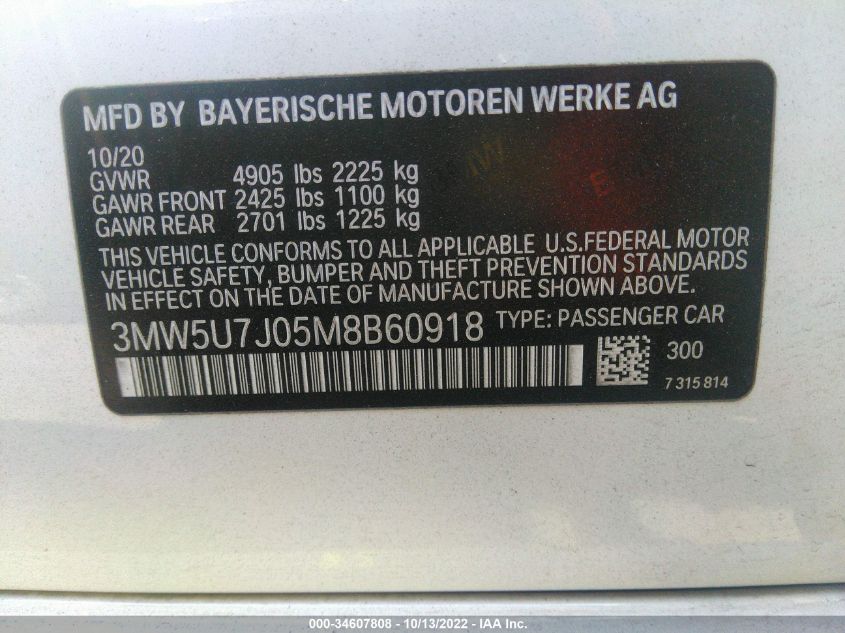 MFD BY BAYERISCHE MOTOREN WERKE AG
10/20
GVWR 4905 lbs 2225 kg
GAWR FRONT 2425 lbs 1100 kg
GAWR REAR 2701 lbs 1225 kg
THIS VEHICLE CONFORMS TO ALL APPLICABLE U.S.FEDERAL MOTOR
VEHICLE SAFETY, BUMPER AND THEFT PREVENTION STANDARDS
IN EFFECT ON THE DATE OF MANUFACTURE SHOWN ABOVE.
3MW5U7J05M8B60918 TYPE: PASSENGER CAR
300
7 315 814
000-34607808 - 10/13/2022 - IAA Inc.